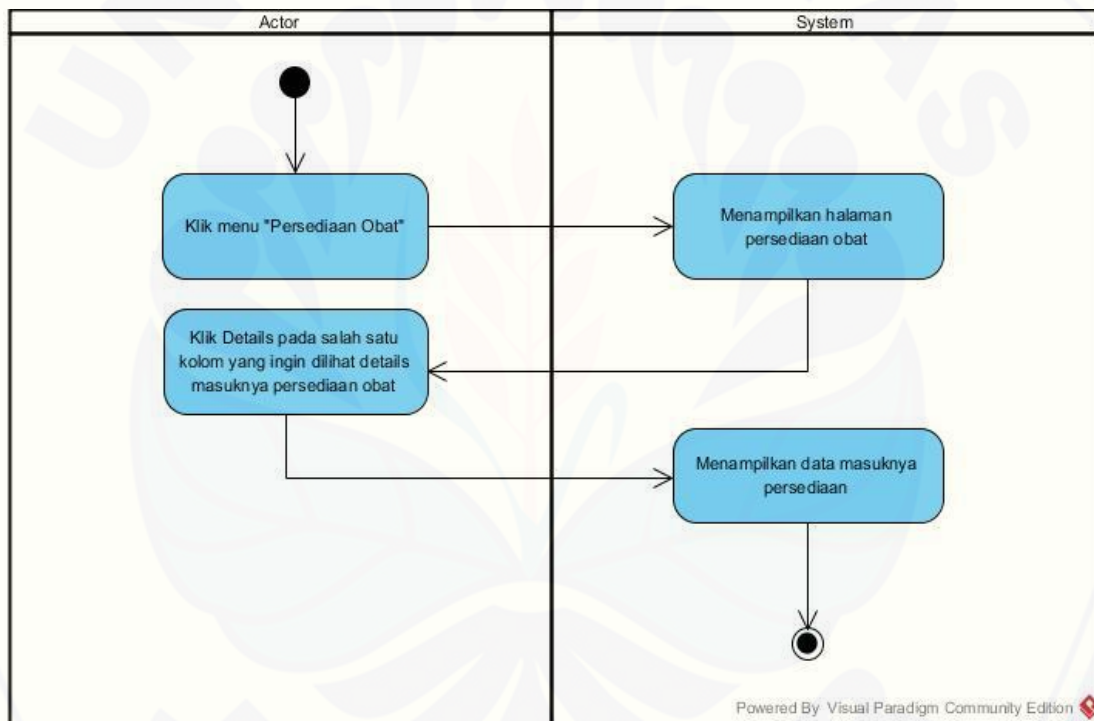 Actor
System
Klik menu "Persediaan Obat"
Menampilkan halaman
persediaan obat
Klik Details pada salah satu
kolom yang ingin dilihat details
masuknya persediaan obat
Menampilkan data masuknya
persediaan
Powered By Visual Paradigm Community Edition